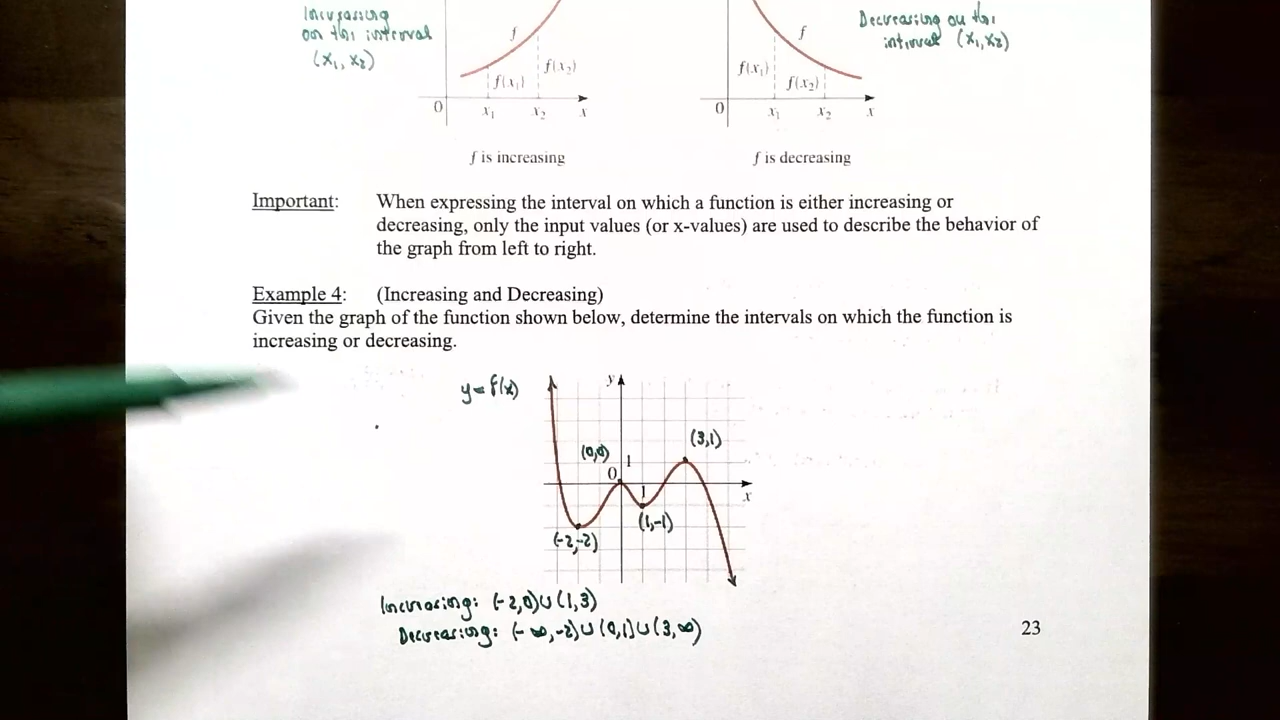 Increasing
on the interval
(x₁, x₂)
f
f(x₁)
f(x₂)
0
x₁
x₂
x
f is increasing
Decreasing on the
interval (x₁, x₂)
f
f(x₁)
f(x₂)
0
x₁
x₂
x
f is decreasing
Important: When expressing the interval on which a function is either increasing or
decreasing, only the input values (or x-values) are used to describe the behavior of
the graph from left to right.
Example 4: (Increasing and Decreasing)
Given the graph of the function shown below, determine the intervals on which the function is
increasing or decreasing.
y = f(x)
y
(3,1)
(0,0)
1
0
1
x
(1,-1)
(-2,-2)
Increasing: (-2,0)∪(1,3)
Decreasing: (-∞,-2)∪(0,1)∪(3,∞)
23